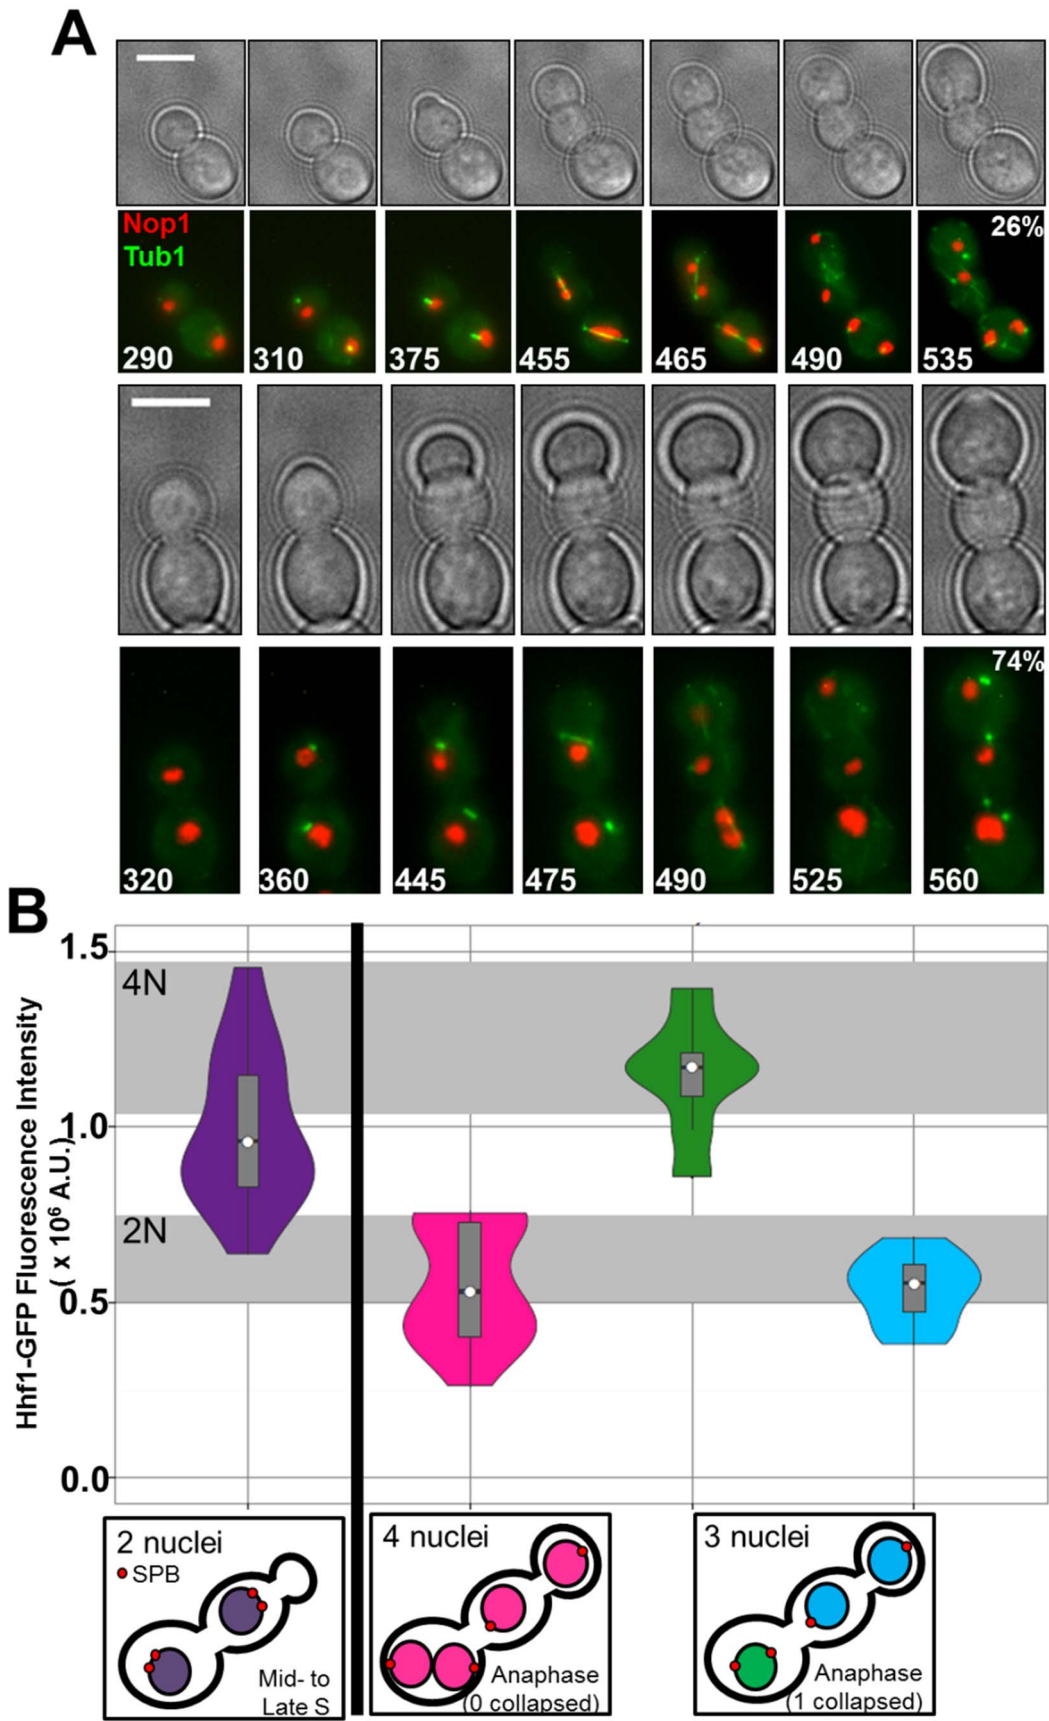 A
Nop1
Tub1
26%
290
310
375
455
465
490
535
74%
320
360
445
475
490
525
560
B
Hhf1-GFP Fluorescence Intensity
( x 10⁶ A.U.)
1.5
4N
1.0
2N
0.5
0.0
2 nuclei
SPB
Mid- to
Late S
4 nuclei
Anaphase
(0 collapsed)
3 nuclei
Anaphase
(1 collapsed)